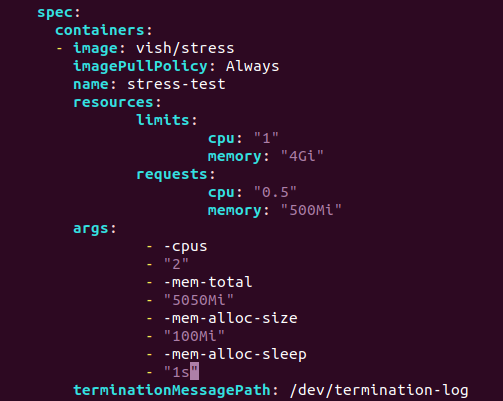 spec:
containers:
- image: vish/stress
imagePullPolicy: Always
name: stress-test
resources:
limits:
cpu: "1"
memory: "4Gi"
requests:
cpu: "0.5"
memory: "500Mi"
args:
- -cpus
- "2"
- -mem-total
- "5050Mi"
- -mem-alloc-size
- "100Mi"
- -mem-alloc-sleep
- "1s"
terminationMessagePath: /dev/termination-log